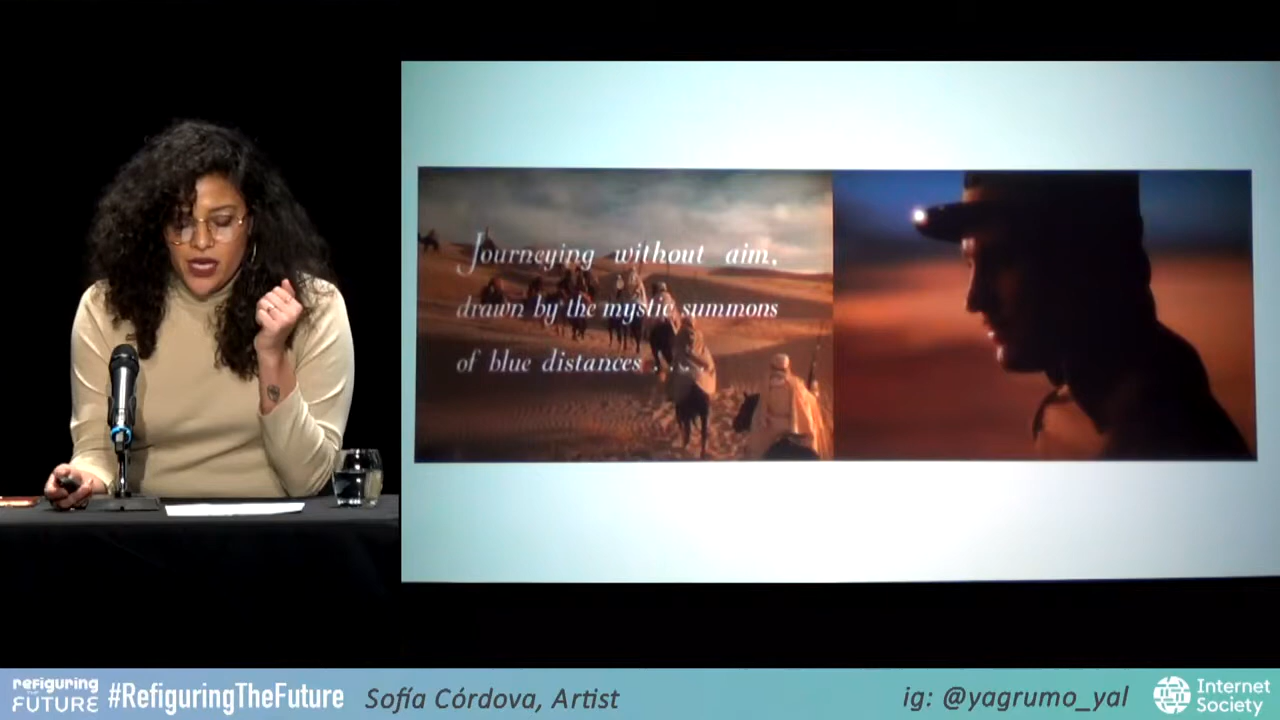 Journeying without aim,
drawn by the mystic summons
of blue distances . . . .
refiguring
THE
FUTURE
#RefiguringTheFuture
Sofía Córdova, Artist
ig: @yagrumo_yal
Internet
Society